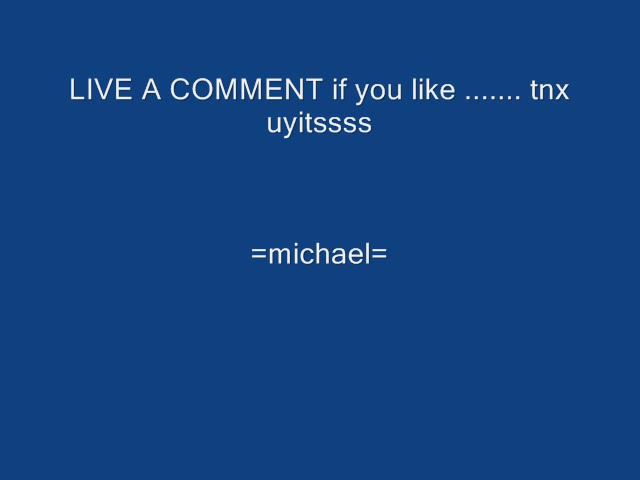 LIVE A COMMENT if you like ....... tnx
uyitssss
=michael=